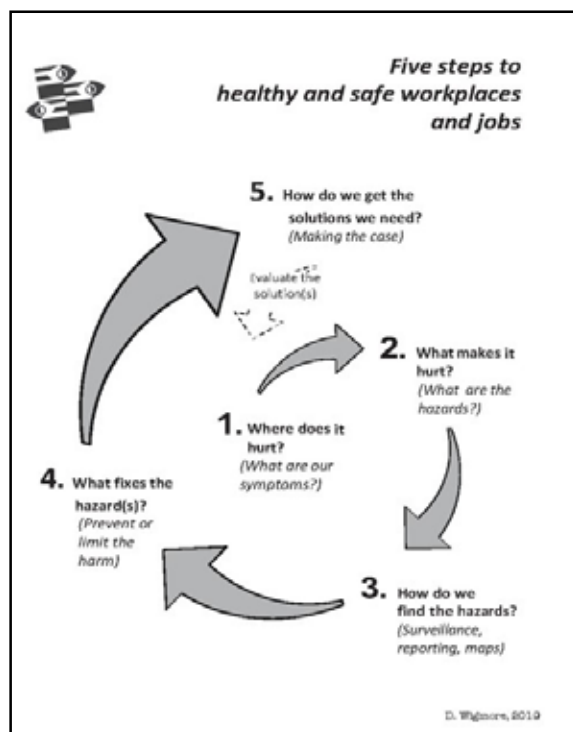 Five steps to
healthy and safe workplaces
and jobs
1. Where does it
hurt?
(What are our
symptoms?)
2. What makes it
hurt?
(What are the
hazards?)
3. How do we
find the hazards?
(Surveillance,
reporting, maps)
4. What fixes the
hazard(s)?
(Prevent or
limit the
harm)
5. How do we get the
solutions we need?
(Making the case)
(valuate the
solution(s)
D. Wigmore, 2019